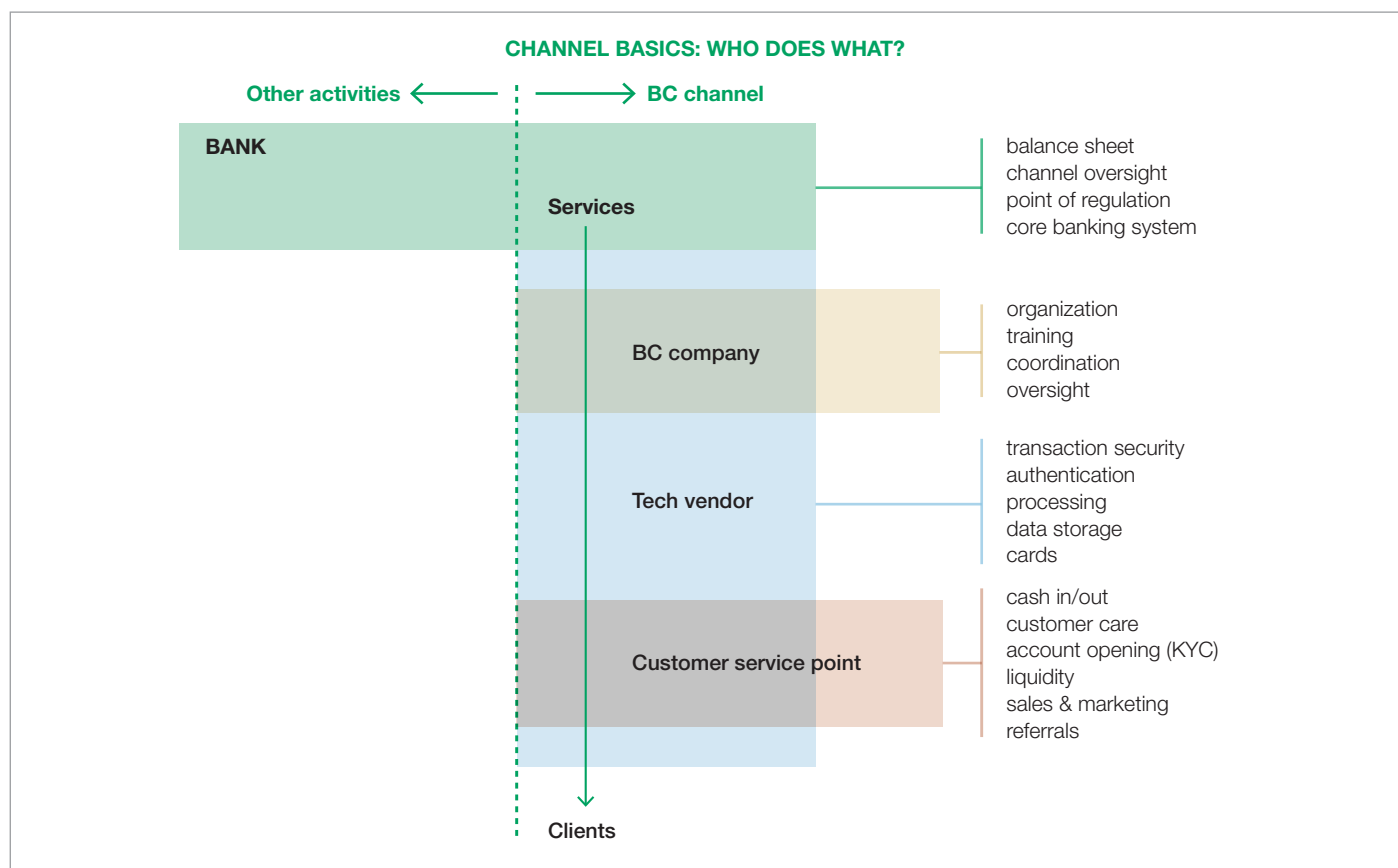 CHANNEL BASICS: WHO DOES WHAT?
Other activities
BC channel
BANK
Services
balance sheet
channel oversight
point of regulation
core banking system
BC company
organization
training
coordination
oversight
Tech vendor
transaction security
authentication
processing
data storage
cards
Customer service point
cash in/out
customer care
account opening (KYC)
liquidity
sales & marketing
referrals
Clients